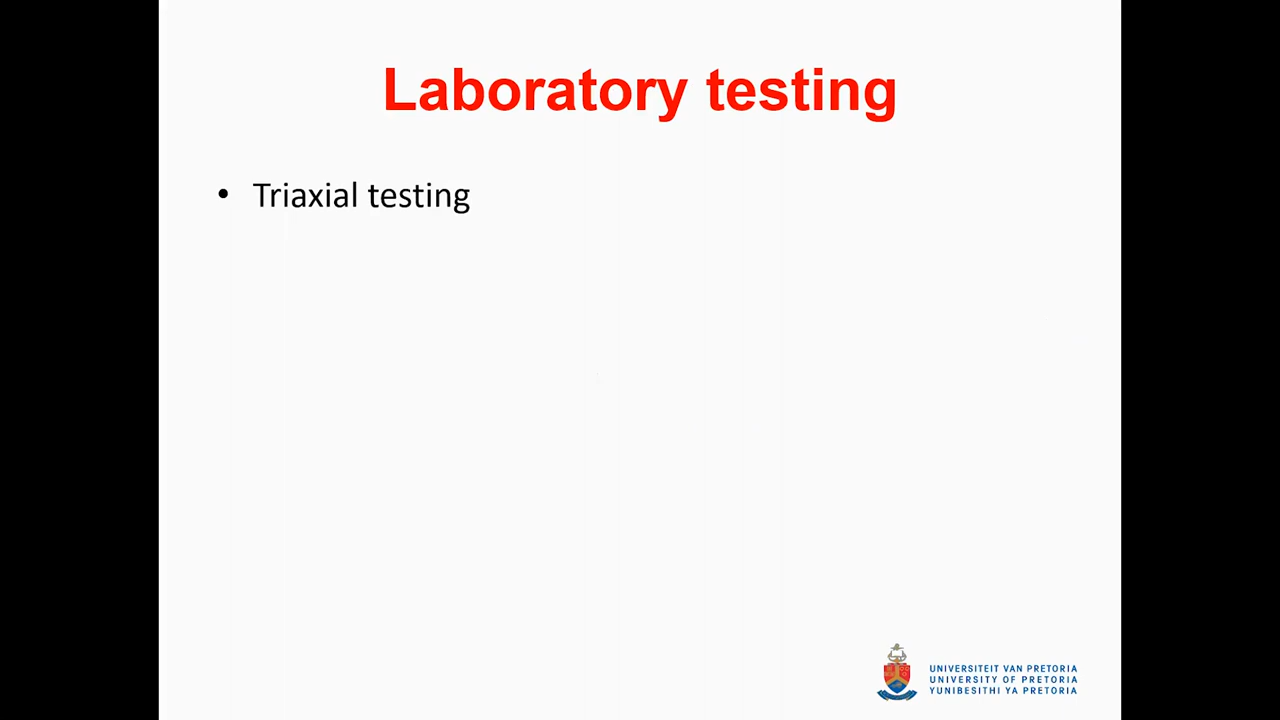 Laboratory testing
• Triaxial testing
UNIVERSITEIT VAN PRETORIA
UNIVERSITY OF PRETORIA
YUNIBESITHI YA PRETORIA